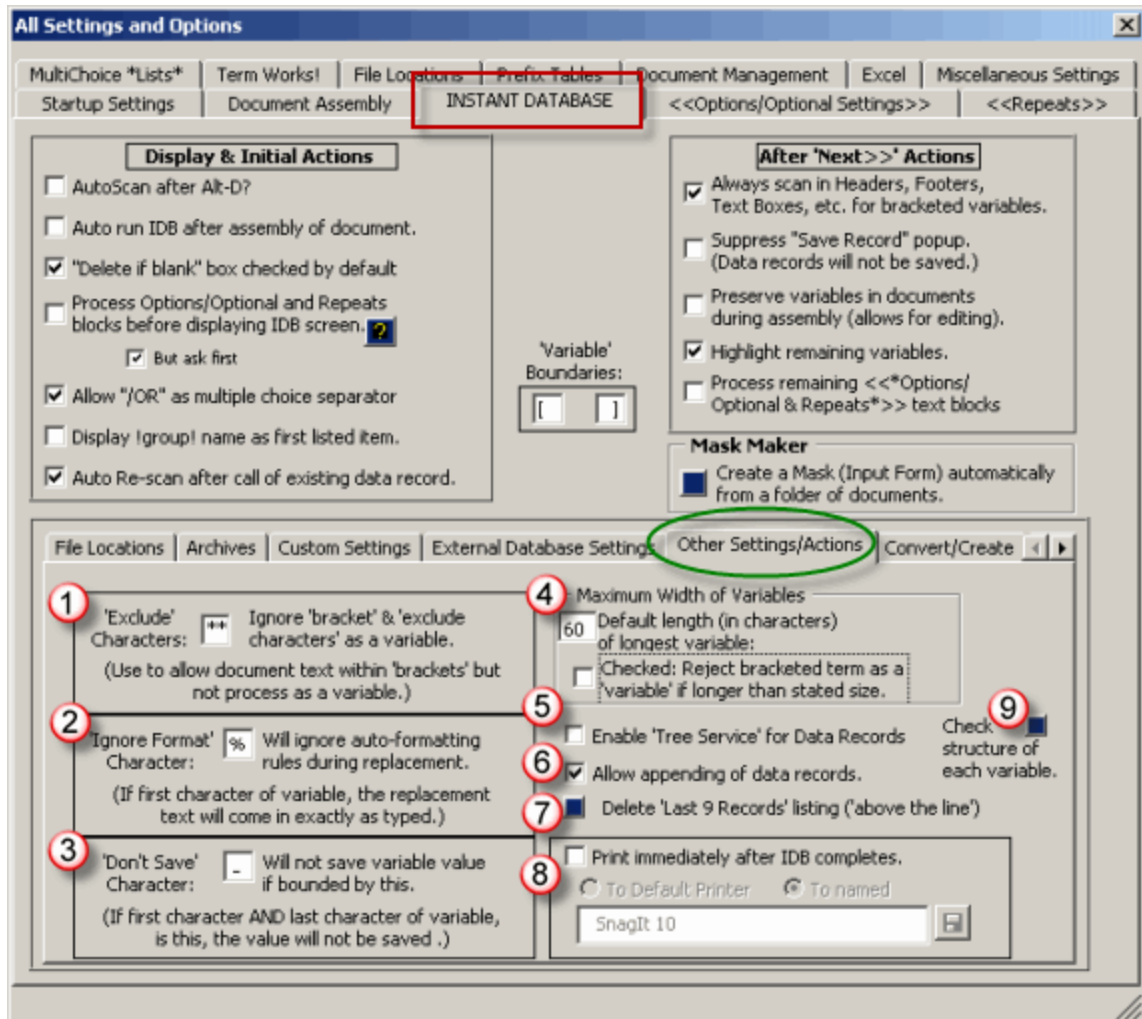 All Settings and Options
MultiChoice *Lists*
Term Works!
File Locations
Prefix Tables
Document Management
Excel
Miscellaneous Settings
Startup Settings
Document Assembly
INSTANT DATABASE
<<Options/Optional Settings>>
<<Repeats>>
Display & Initial Actions
AutoScan after Alt-D?
Auto run IDB after assembly of document.
"Delete if blank" box checked by default
Process Options/Optional and Repeats
blocks before displaying IDB screen.
?
But ask first
Allow "/OR" as multiple choice separator
Display !group! name as first listed item.
Auto Re-scan after call of existing data record.
'Variable'
Boundaries:
[ ]
After 'Next>>' Actions
Always scan in Headers, Footers,
Text Boxes, etc. for bracketed variables.
Suppress "Save Record" popup.
(Data records will not be saved.)
Preserve variables in documents
during assembly (allows for editing).
Highlight remaining variables.
Process remaining <<*Options/
Optional & Repeats*>> text blocks
Mask Maker
Create a Mask (Input Form) automatically
from a folder of documents.
File Locations
Archives
Custom Settings
External Database Settings
Other Settings/Actions
Convert/Create
1
'Exclude' ++ Ignore 'bracket' & 'exclude
Characters: characters' as a variable.
(Use to allow document text within 'brackets' but
not process as a variable.)
2
'Ignore Format' % Will ignore auto-formatting
Character: rules during replacement.
(If first character of variable, the replacement
text will come in exactly as typed.)
3
'Don't Save' _ Will not save variable value
Character: if bounded by this.
(If first character AND last character of variable,
is this, the value will not be saved .)
4
Maximum Width of Variables
60 Default length (in characters)
of longest variable:
Checked: Reject bracketed term as a
'variable' if longer than stated size.
5
Enable 'Tree Service' for Data Records
6
Allow appending of data records.
7
Delete 'Last 9 Records' listing ('above the line')
8
Print immediately after IDB completes.
To Default Printer
To named
SnagIt 10
9
Check
structure of
each variable.